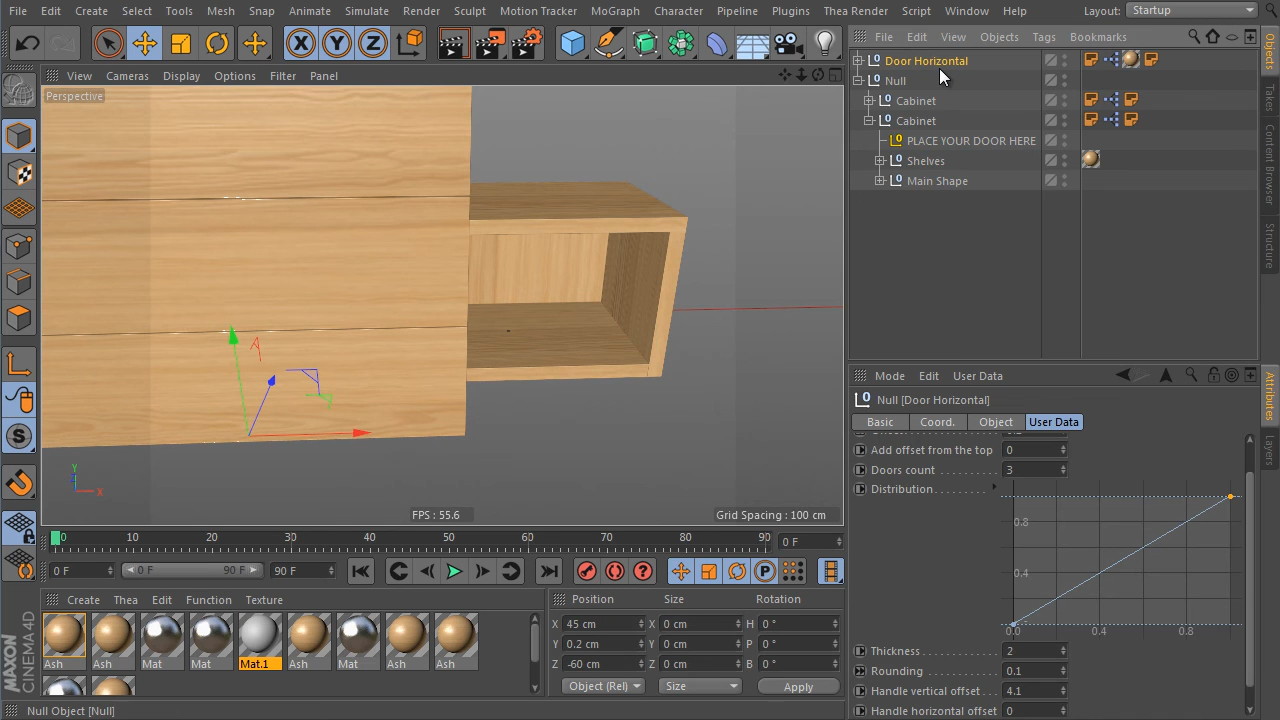 File Edit Create Select Tools Mesh Snap Animate Simulate Render Sculpt Motion Tracker MoGraph Character Pipeline Plugins Thea Render Script Window Help Layout: Startup
X Y Z
File Edit View Objects Tags Bookmarks
View Cameras Display Options Filter Panel
Perspective
Door Horizontal
Null
Cabinet
Cabinet
PLACE YOUR DOOR HERE
Shelves
Main Shape
Objects
Takes
Content Browser
Structure
Y
X
FPS : 55.6
Grid Spacing : 100 cm
Mode Edit User Data
Null [Door Horizontal]
Basic Coord. Object User Data
Add offset from the top 0
Doors count 3
Distribution
0.8
0.4
0.0 0.4 0.8
Thickness 2
Rounding 0.1
Handle vertical offset 4.1
Handle horizontal offset 0
Attributes
Layers
0 10 20 30 40 50 60 70 80 90 0 F
0 F 0 F 90 F 90 F
P
Create Thea Edit Function Texture
Ash Ash Mat Mat Mat.1 Ash Mat Ash Ash
Position Size Rotation
X 45 cm X 0 cm H 0 °
Y 0.2 cm Y 0 cm P 0 °
Z -60 cm Z 0 cm B 0 °
Object (Rel) Size Apply
MAXON
CINEMA 4D
Null Object [Null]